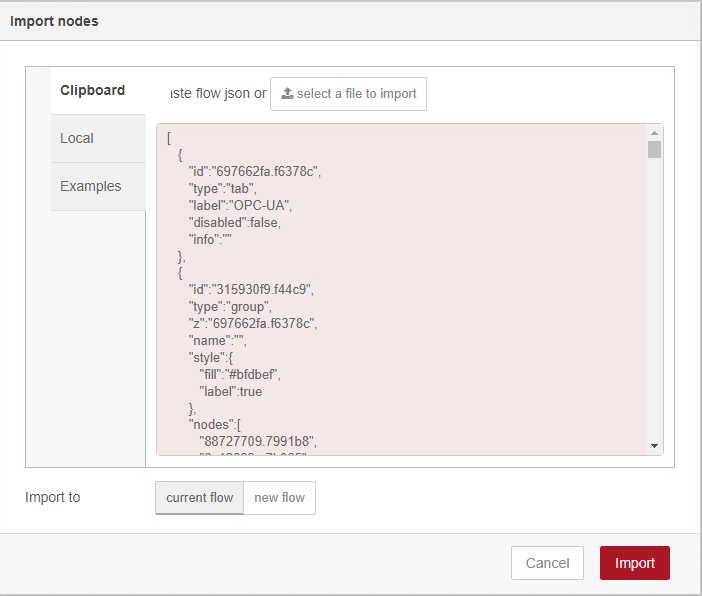 Import nodes
Clipboard
Local
Examples
ste flow json or
select a file to import
[
{
"id":"697662fa.f6378c",
"type":"tab",
"label":"OPC-UA",
"disabled":false,
"info":""
},
{
"id":"315930f9.f44c9",
"type":"group",
"z":"697662fa.f6378c",
"name":"",
"style":{
"fill":"#bfdbef",
"label":true
},
"nodes":[
"88727709.7991b8",
Import to
current flow
new flow
Cancel
Import